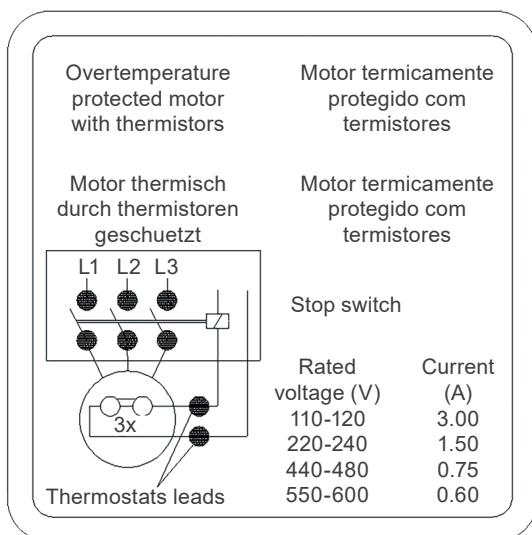 Overtemperature
protected motor
with thermistors
Motor termicamente
protegido com
termistores
Motor thermisch
durch thermistoren
geschuetzt
Motor termicamente
protegido com
termistores
L1 L2 L3
Stop switch
3x
Thermostats leads
Rated voltage (V) Current (A)
110-120 3.00
220-240 1.50
440-480 0.75
550-600 0.60